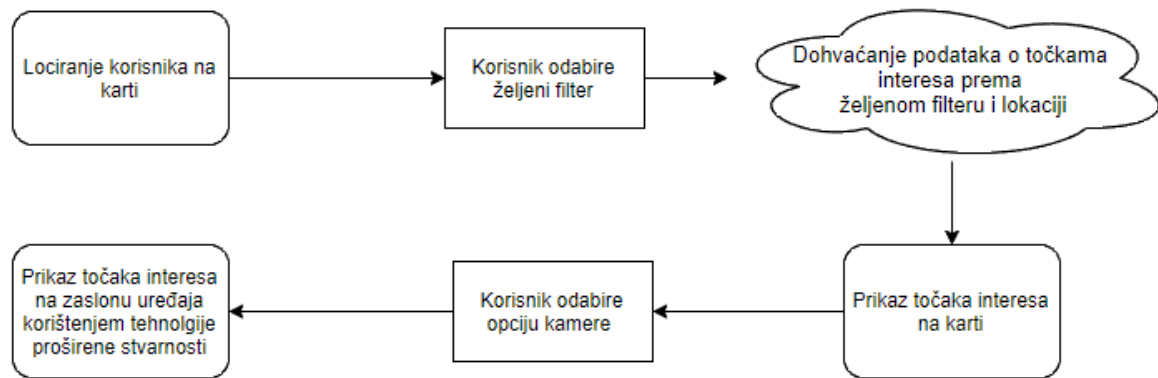 Lociranje korisnika na
karti
Korisnik odabire
željeni filter
Dohvaćanje podataka o točkama
interesa prema
željenom filteru i lokaciji
Prikaz točaka interesa
na karti
Korisnik odabire
opciju kamere
Prikaz točaka interesa
na zaslonu uređaja
korištenjem tehnolgije
proširene stvarnosti